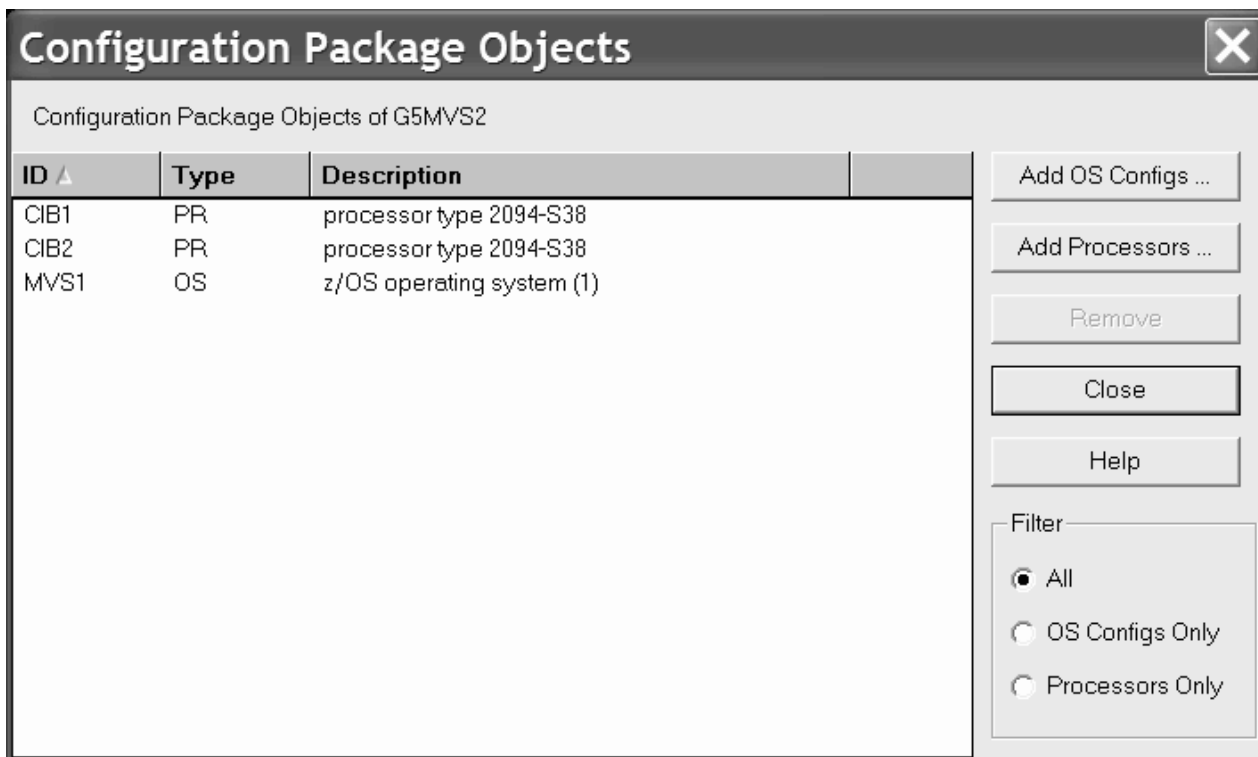 Configuration Package Objects
Configuration Package Objects of G5MVS2
ID Type Description
CIB1 PR processor type 2094-S38
CIB2 PR processor type 2094-S38
MVS1 OS z/OS operating system (1)
Add OS Configs ...
Add Processors ...
Remove
Close
Help
Filter
All
OS Configs Only
Processors Only